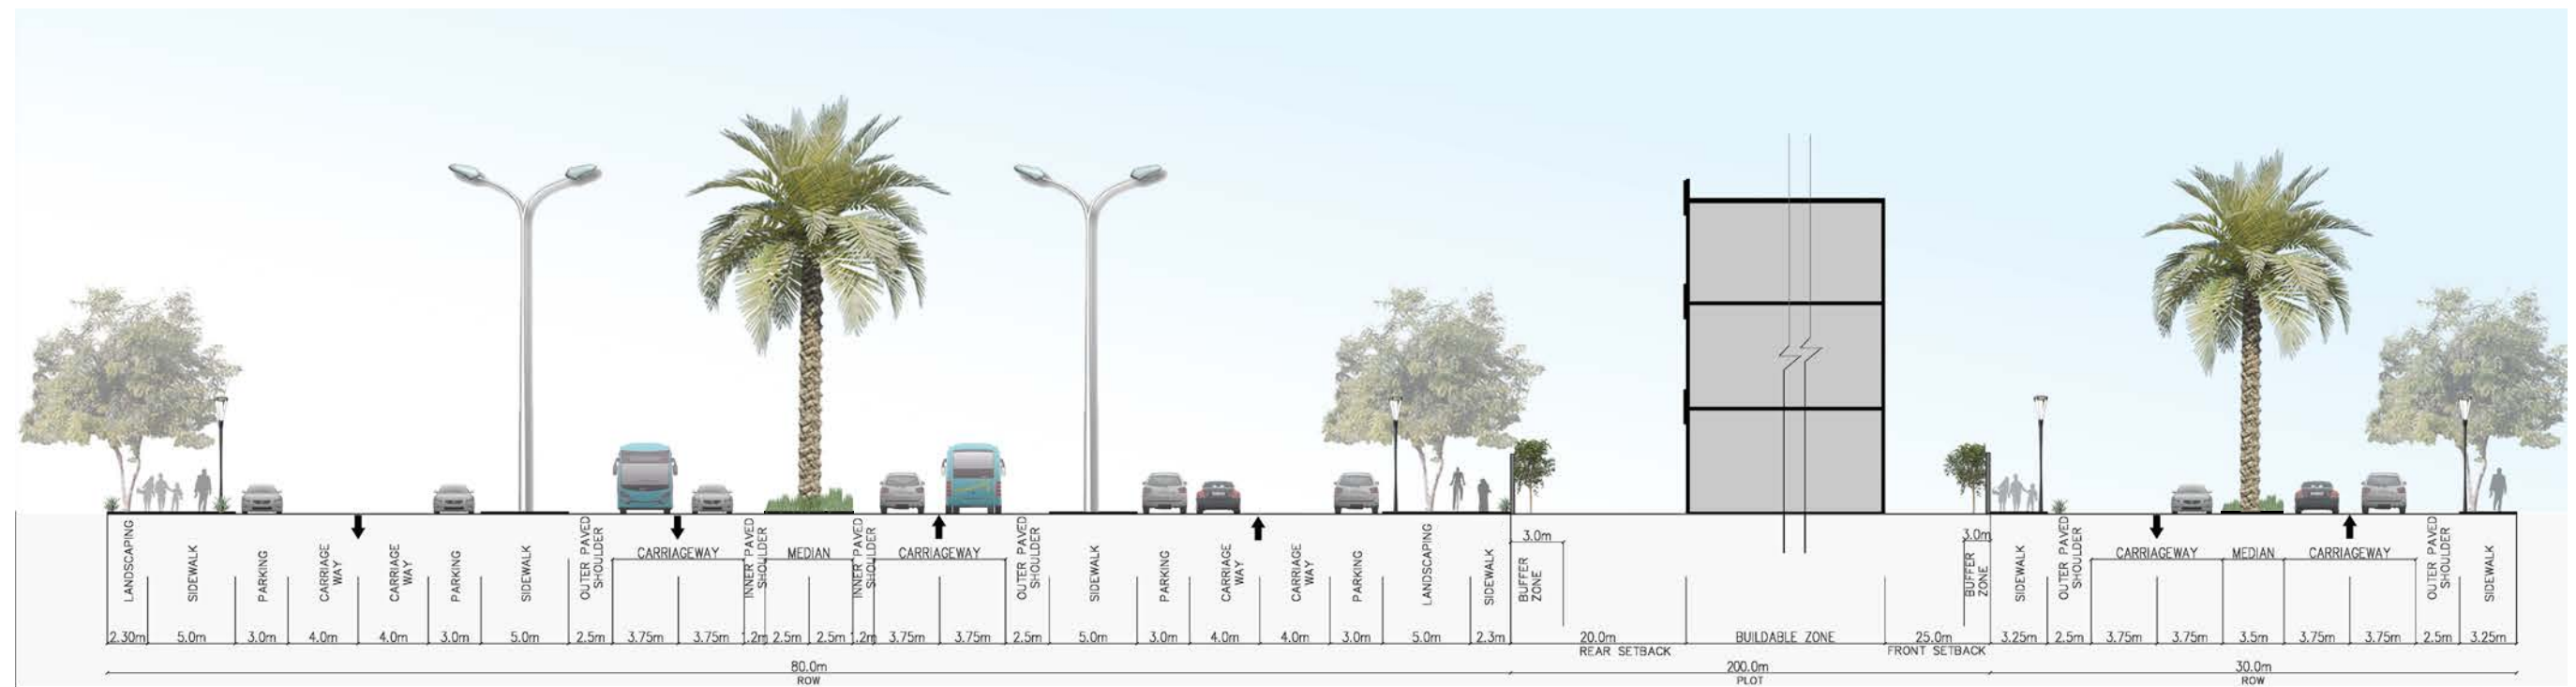 LANDSCAPING
SIDEWALK
PARKING
CARRIAGE
WAY
CARRIAGE
WAY
PARKING
SIDEWALK
OUTER PAVED
SHOULDER
CARRIAGEWAY
INNER PAVED
SHOULDER
MEDIAN
INNER PAVED
SHOULDER
CARRIAGEWAY
OUTER PAVED
SHOULDER
SIDEWALK
PARKING
CARRIAGE
WAY
CARRIAGE
WAY
PARKING
LANDSCAPING
SIDEWALK
3.0m
BUFFER
ZONE
3.0m
BUFFER
ZONE
SIDEWALK
OUTER PAVED
SHOULDER
CARRIAGEWAY
MEDIAN
CARRIAGEWAY
OUTER PAVED
SHOULDER
SIDEWALK
2.30m 5.0m 3.0m 4.0m 4.0m 3.0m 5.0m 2.5m 3.75m 3.75m 1.2m 2.5m 2.5m 1.2m 3.75m 3.75m 2.5m 5.0m 3.0m 4.0m 4.0m 3.0m 5.0m 2.3m 20.0m BUILDABLE ZONE 25.0m 3.25m 2.5m 3.75m 3.75m 3.5m 3.75m 3.75m 2.5m 3.25m
REAR SETBACK FRONT SETBACK
80.0m 200.0m 30.0m
ROW PLOT ROW